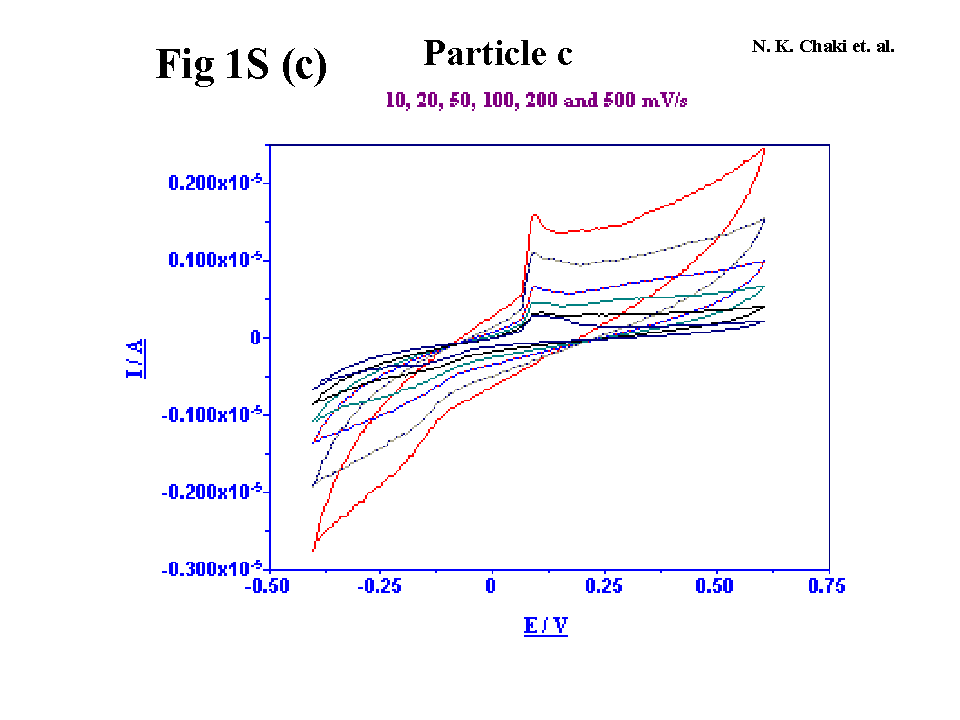 Fig 1S (c)
Particle c
N. K. Chaki et. al.
10, 20, 50, 100, 200 and 500 mV/s
0.200x10-5
0.100x10-5
0
-0.100x10-5
-0.200x10-5
-0.300x10-5
I / A
-0.50
-0.25
0
0.25
0.50
0.75
E / V